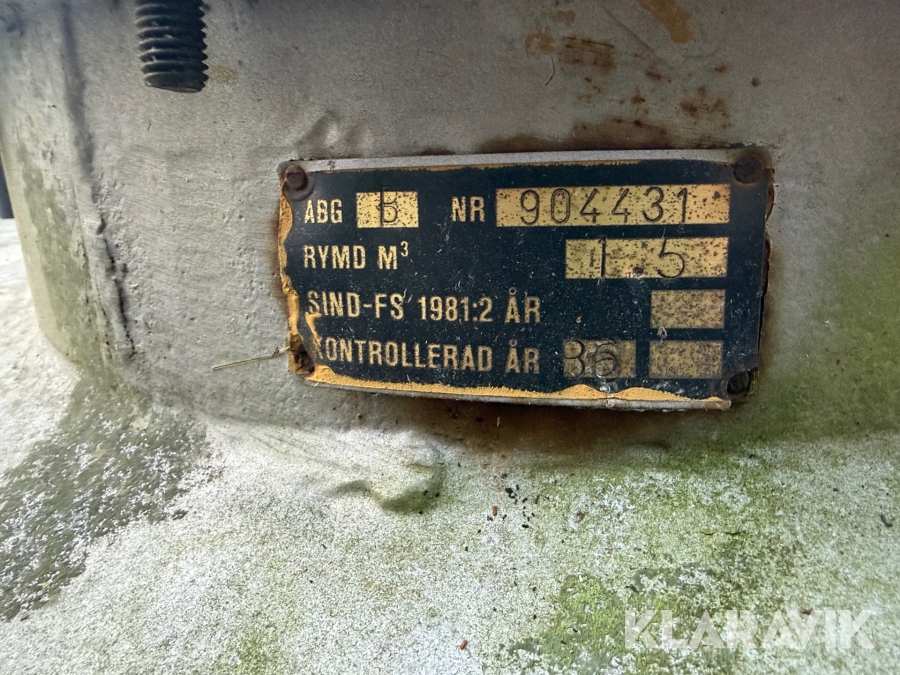 ABG B NR 904431
RYMD M³ 1.5
SIND-FS 1981:2 ÅR
KONTROLLERAD ÅR 86
KLARAVIK